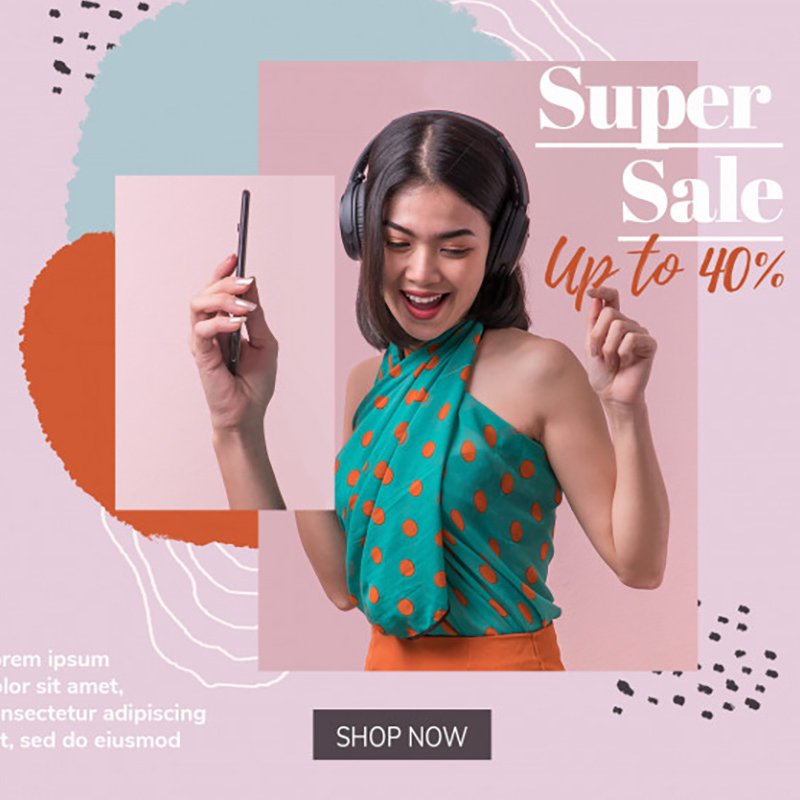 Super
Sale
Up to 40%
orem ipsum
olor sit amet,
nsectetur adipiscing
t, sed do eiusmod
SHOP NOW